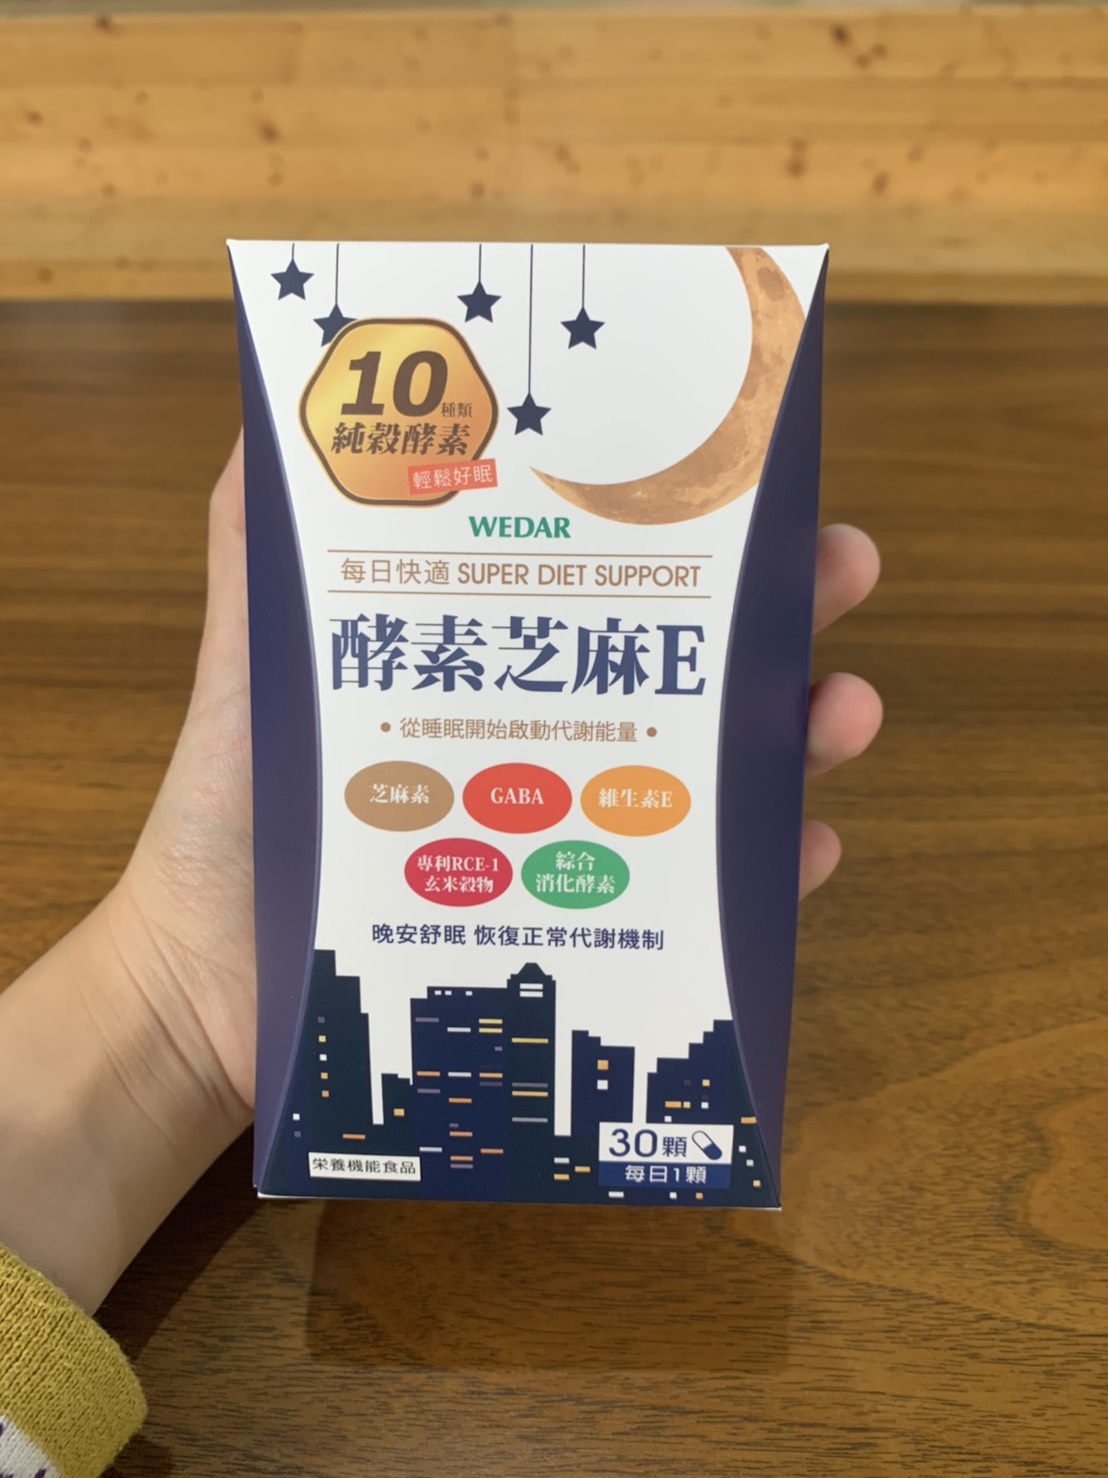 10種類
純穀酵素
輕鬆好眠
WEDAR
每日快適 SUPER DIET SUPPORT
酵素芝麻E
•從睡眠開始啟動代謝能量•
芝麻素
GABA
維生素E
專利RCE-1
玄米穀物
綜合
消化酵素
晚安舒眠 恢復正常代謝機制
30顆
每日1顆
栄養機能食品